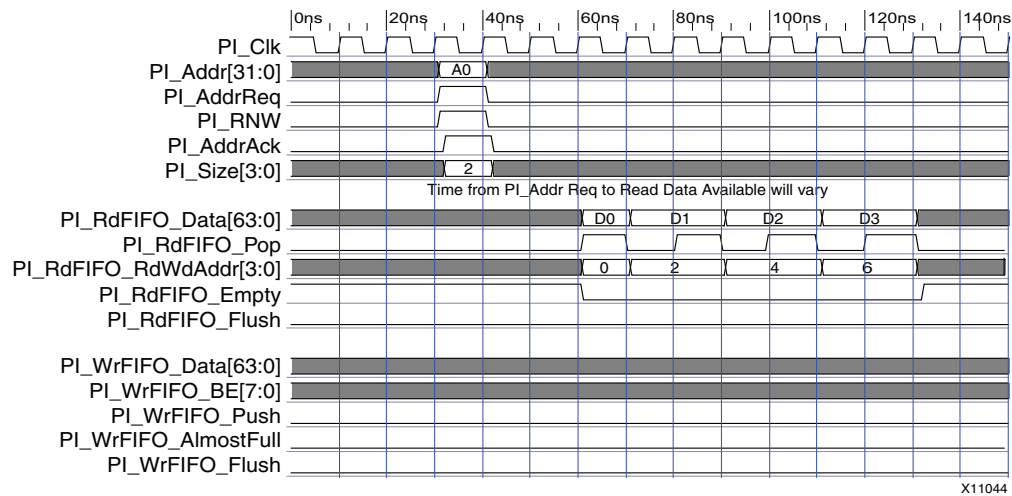 0ns 20ns 40ns 60ns 80ns 100ns 120ns 140ns
PI_Clk
PI_Addr[31:0] A0
PI_AddrReq
PI_RNW
PI_AddrAck
PI_Size[3:0] 2
Time from PI_Addr Req to Read Data Available will vary
PI_RdFIFO_Data[63:0] D0 D1 D2 D3
PI_RdFIFO_Pop
PI_RdFIFO_RdWdAddr[3:0] 0 2 4 6
PI_RdFIFO_Empty
PI_RdFIFO_Flush
PI_WrFIFO_Data[63:0]
PI_WrFIFO_BE[7:0]
PI_WrFIFO_Push
PI_WrFIFO_AlmostFull
PI_WrFIFO_Flush
X11044